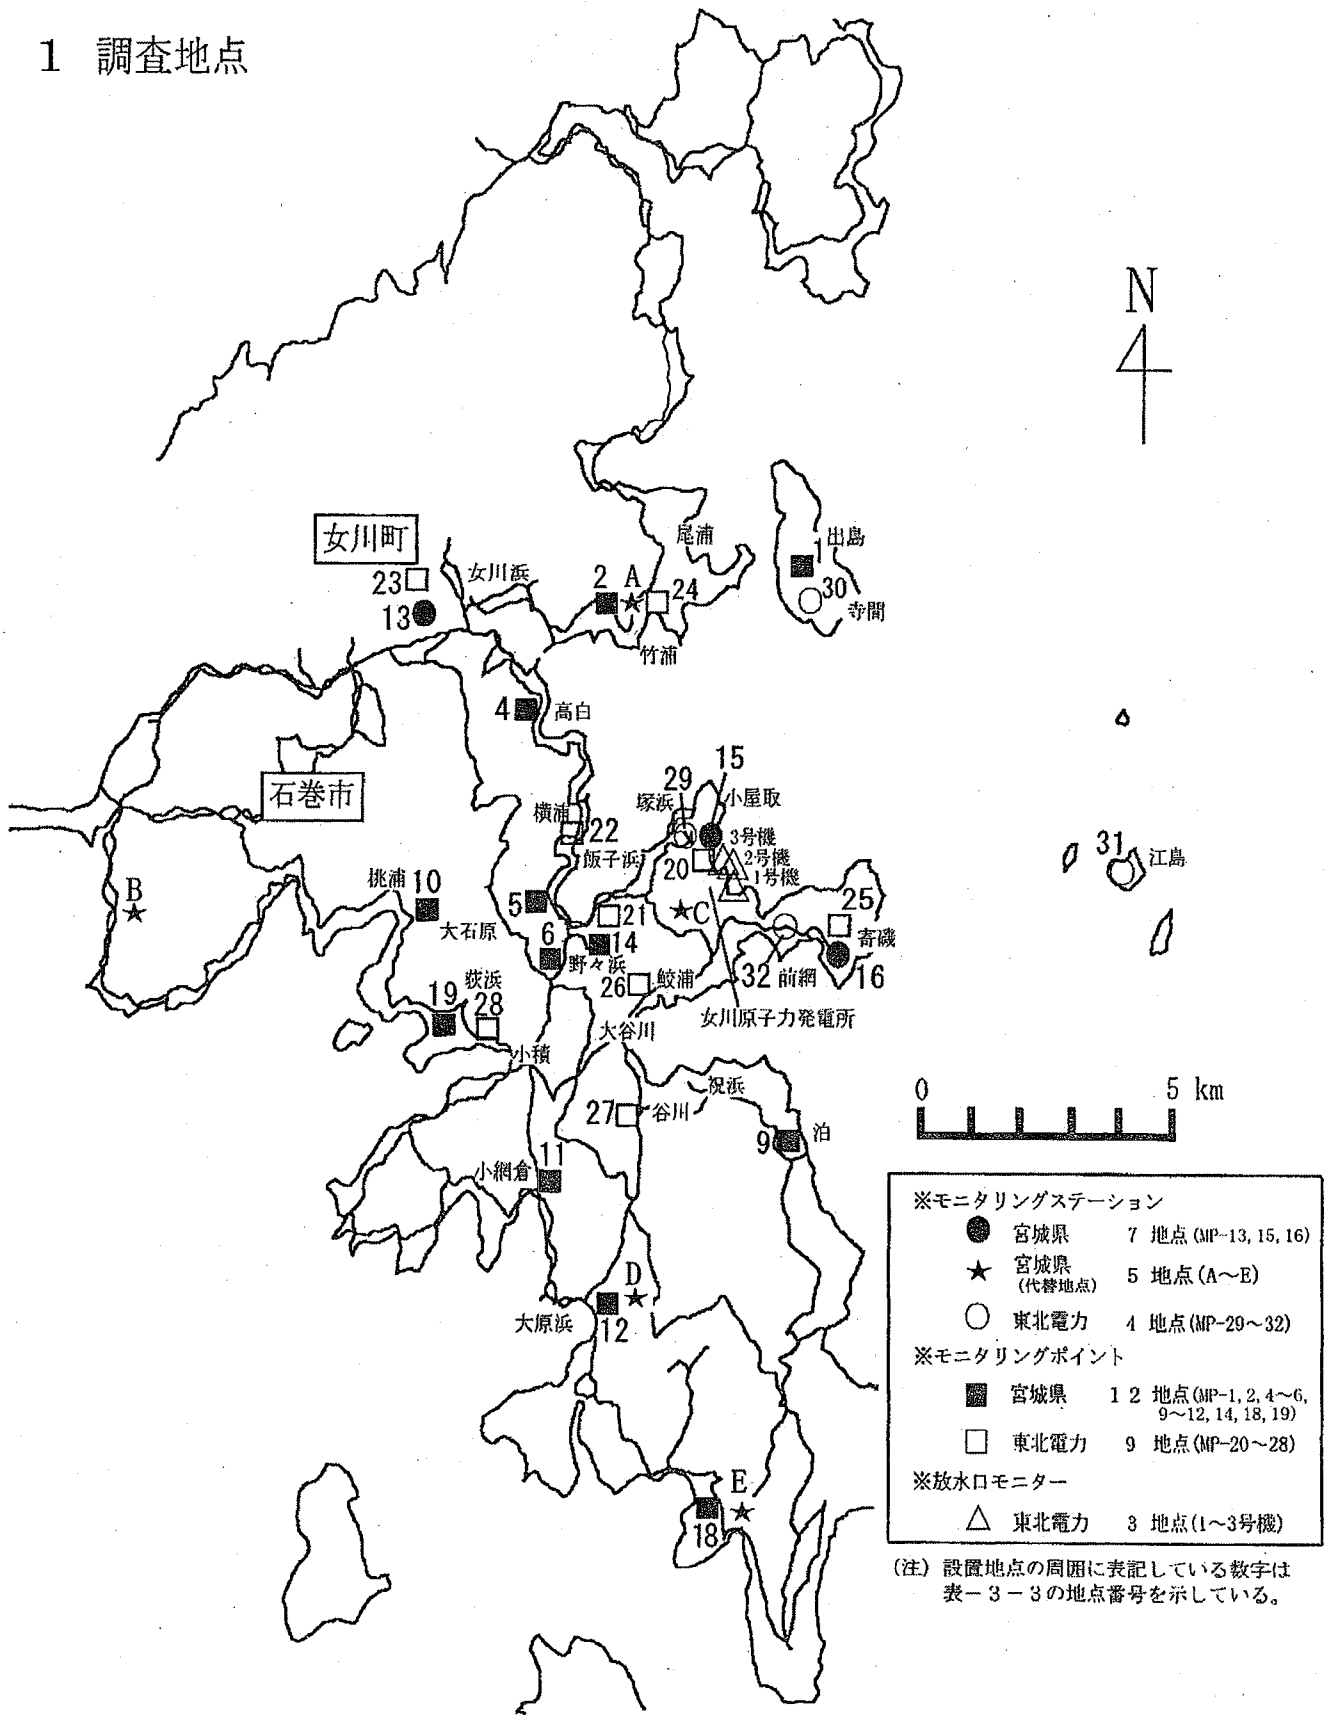 1 調査地点
N
尾浦
女川町
出島
1
23
女川浜
2
A
24
30
13
寺間
竹浦
4
高白
15
石巻市
29
塚浜
小屋取
横浦
22
3号機
飯子浜
20
2号機
31
江島
1号機
B
桃浦
10
5
21
C
25
大石原
6
14
寄磯
野々浜
荻浜
26
鮫浦
32
前網
16
19
28
大谷川
女川原子力発電所
小積
祝浜
0
5 km
27
谷川
9
泊
11
小網倉
D
大原浜
12
E
18
※モニタリングステーション
宮城県 7 地点(MP-13, 15, 16)
宮城県
(代替地点) 5 地点(A～E)
東北電力 4 地点(MP-29～32)
※モニタリングポイント
宮城県 12 地点(MP-1, 2, 4～6,
9～12, 14, 18, 19)
東北電力 9 地点(MP-20～28)
※放水口モニター
東北電力 3 地点(1～3号機)
(注) 設置地点の周囲に表記している数字は
表－3－3の地点番号を示している。